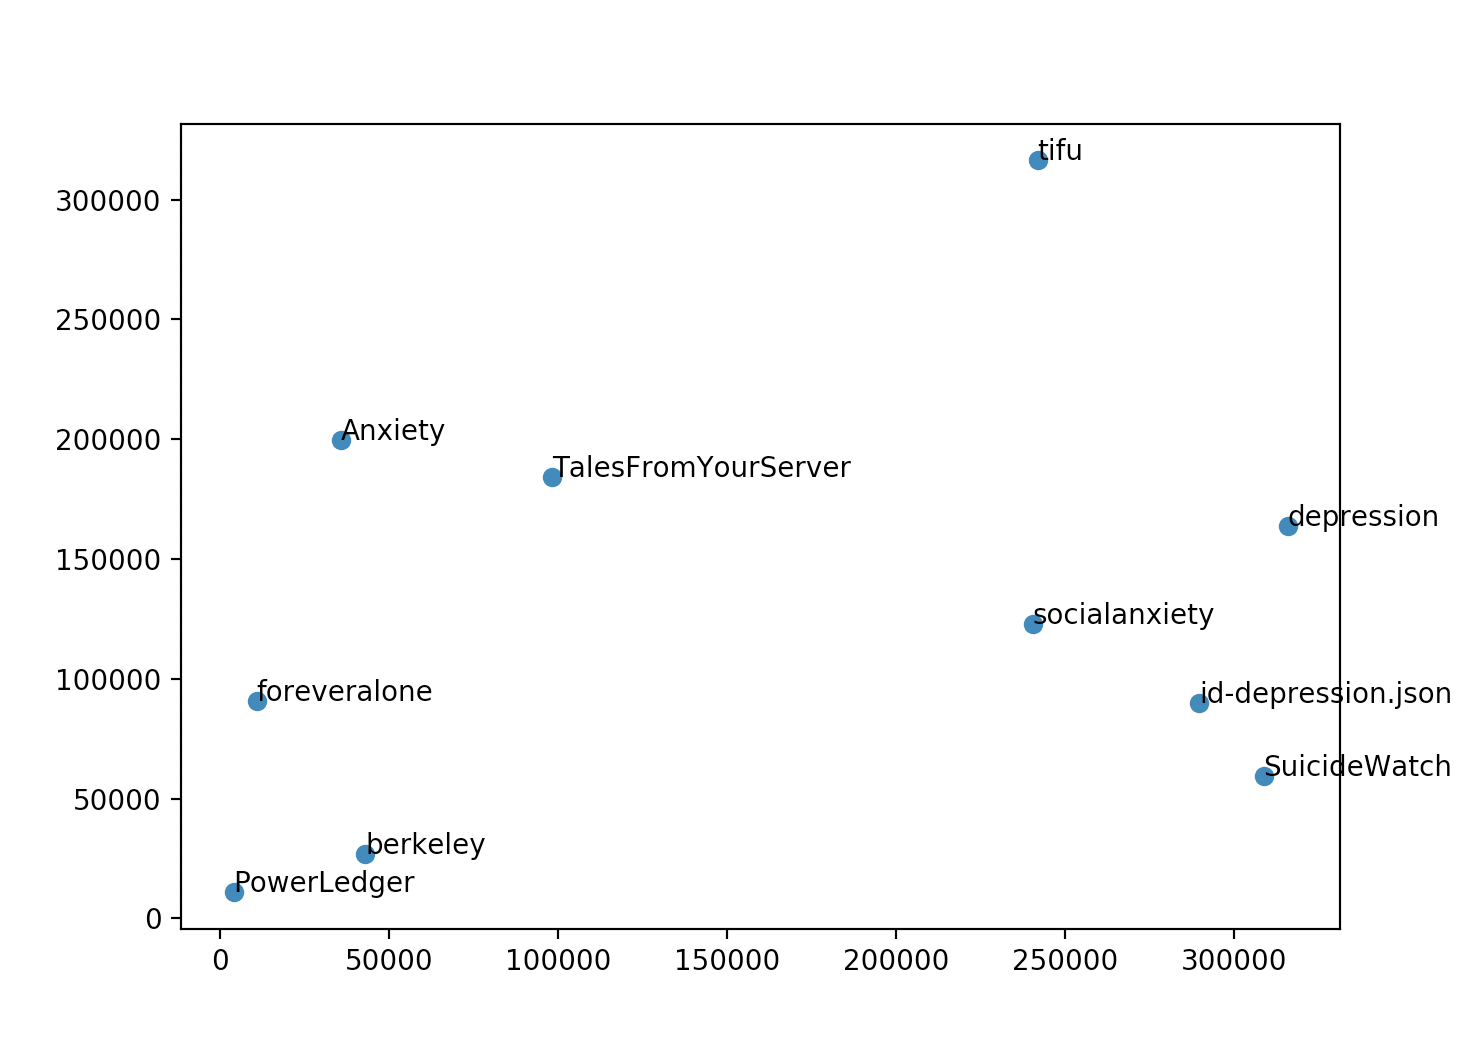 tifu
300000
250000
Anxiety
200000
TalesFromYourServer
depression
150000
socialanxiety
100000
foreveralone
id-depression.json
SuicideWatch
50000
berkeley
PowerLedger
0
0 50000 100000 150000 200000 250000 300000